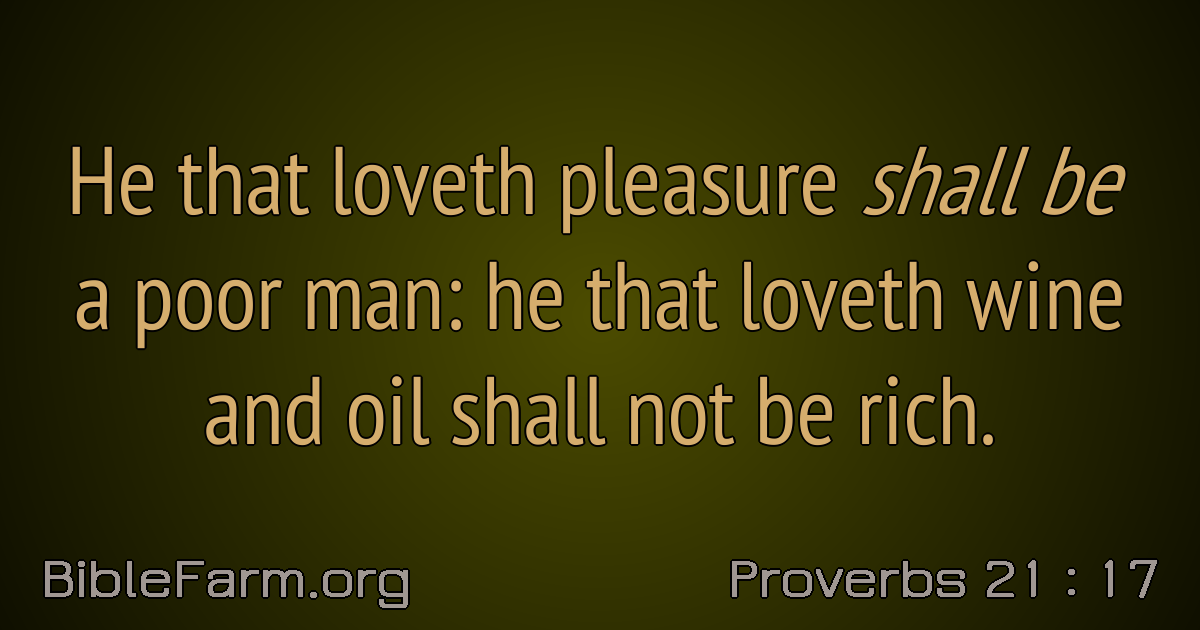 He that loveth pleasure shall be
a poor man: he that loveth wine
and oil shall not be rich.
BibleFarm.org
Proverbs 21 : 17